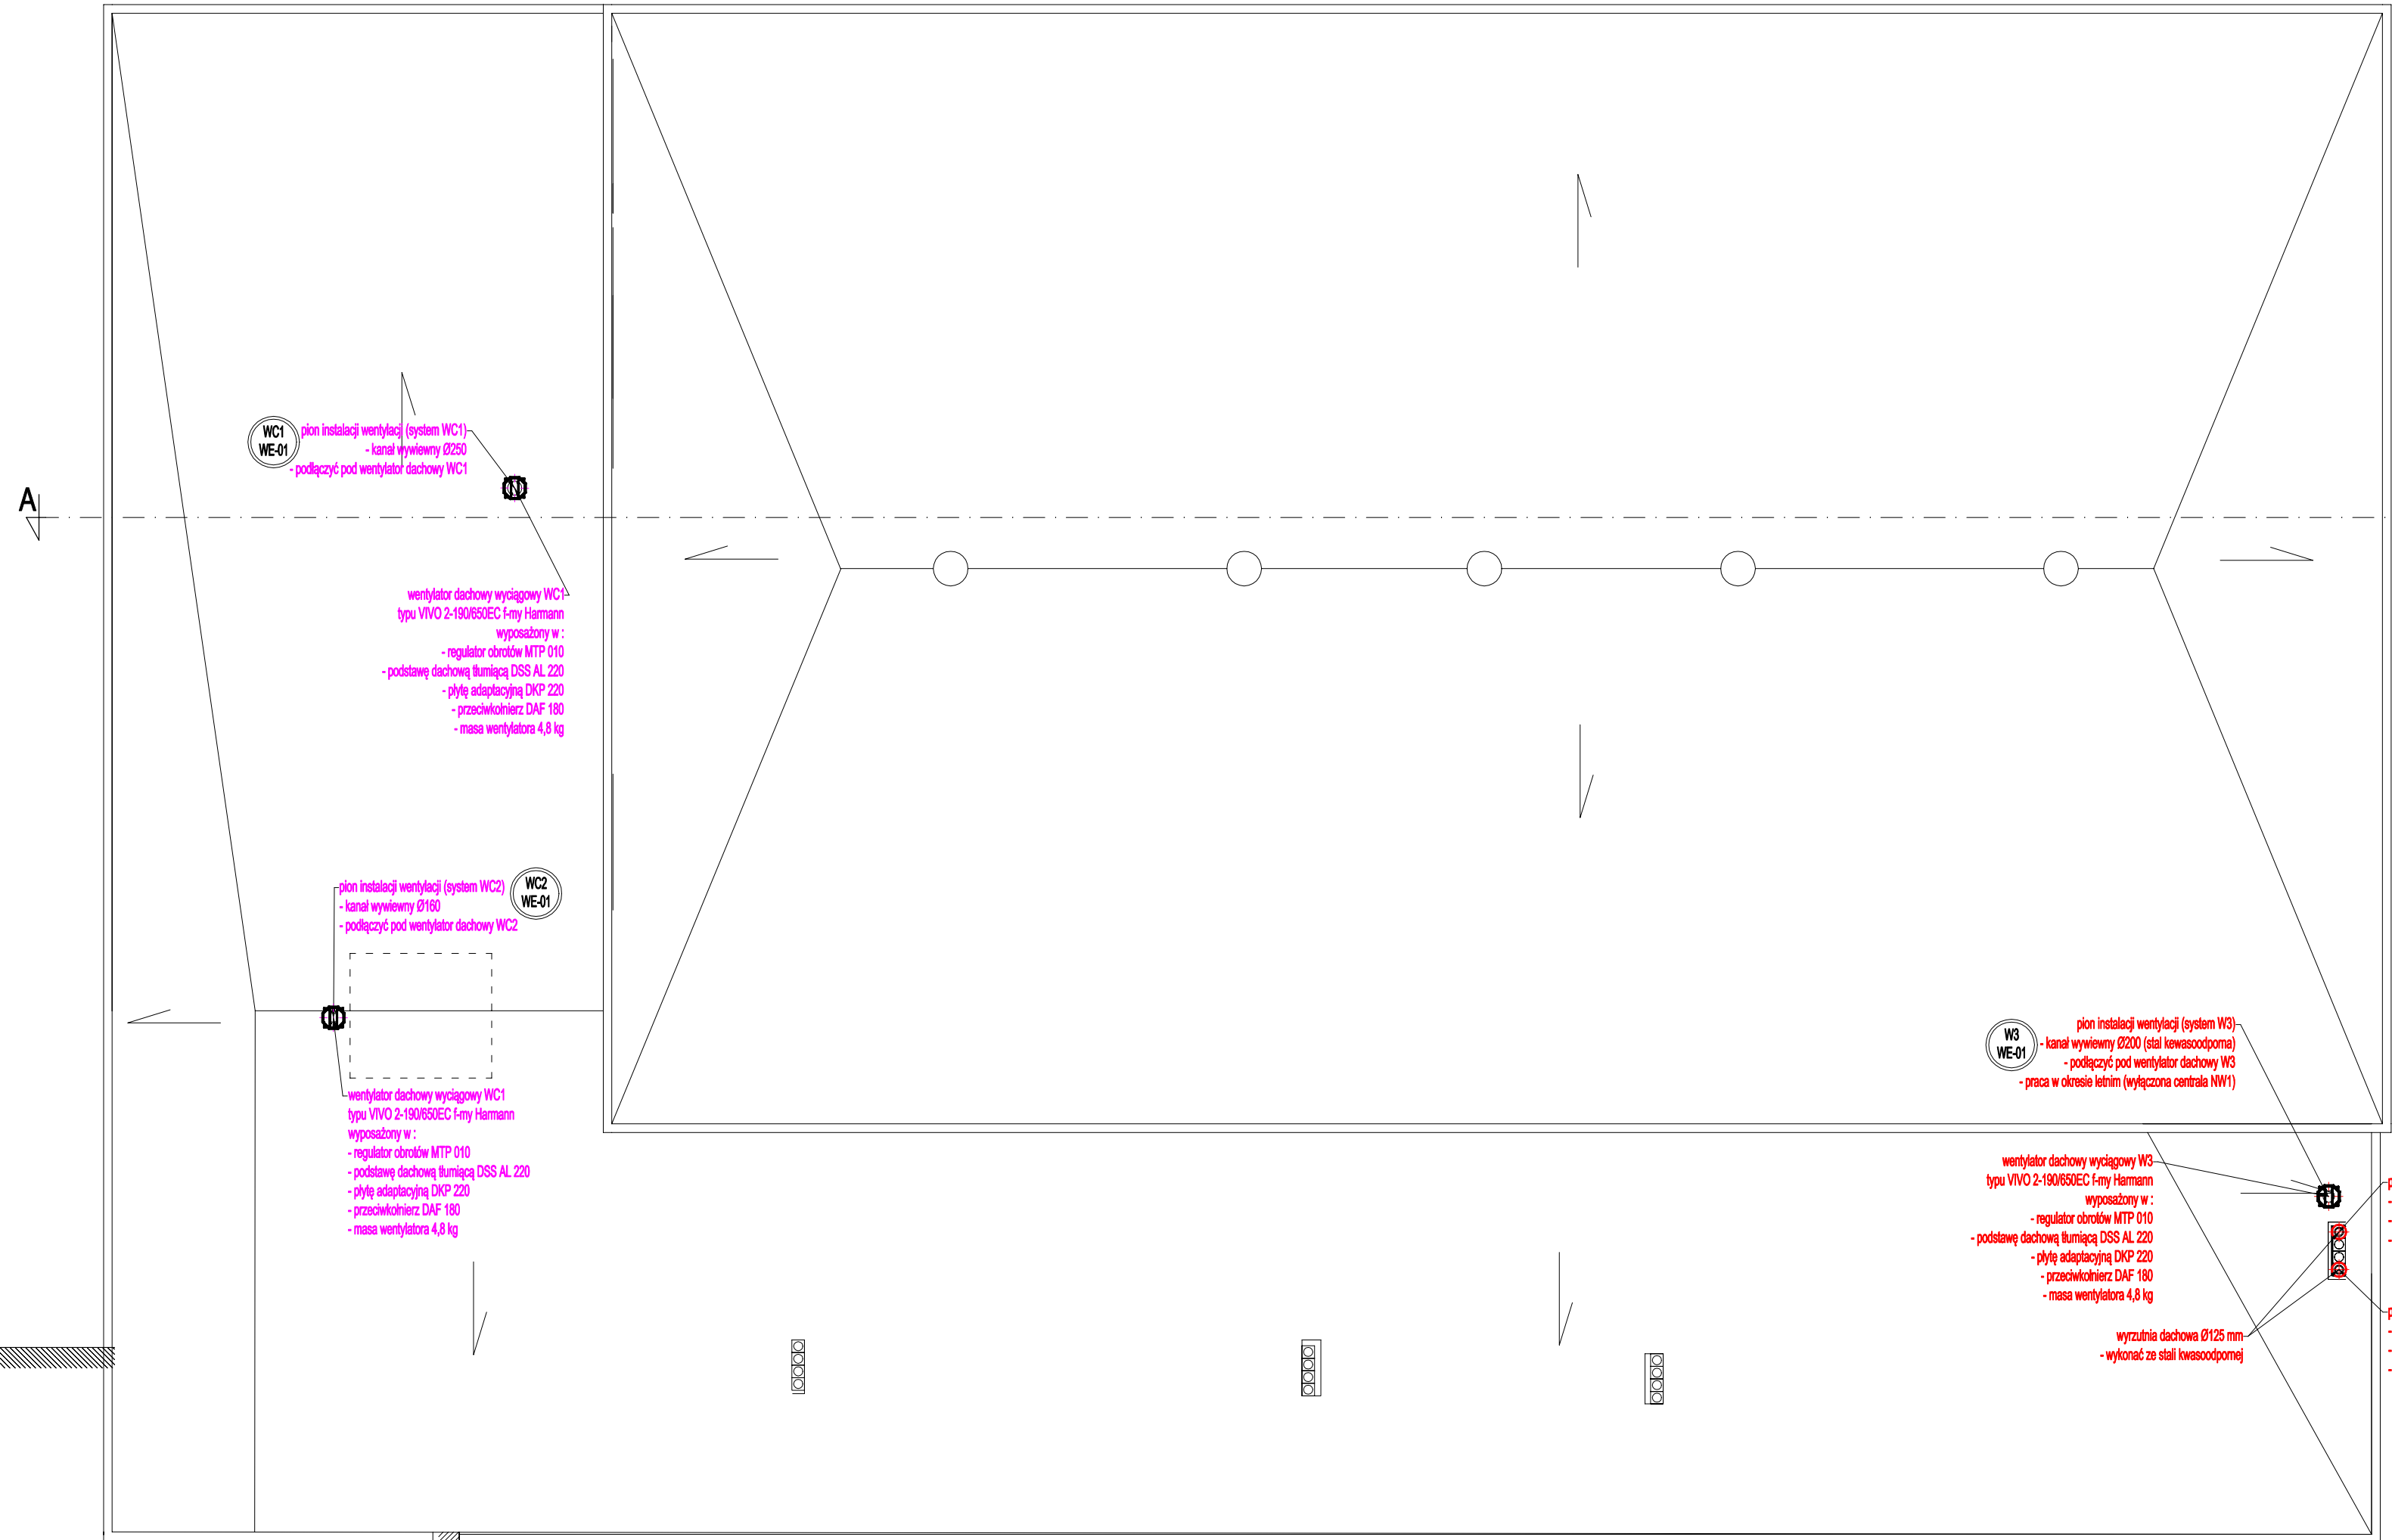 WC1
WE-01
pion instalacji wentylacji (system WC1)
- kanał wywiewny Ø250
- podłączyć pod wentylator dachowy WC1
A
wentylator dachowy wyciągowy WC1
typu VIVO 2-190/650EC f-my Harmann
wyposażony w :
- regulator obrotów MTP 010
- podstawę dachową tłumiącą DSS AL 220
- płytę adaptacyjną DKP 220
- przeciwkołnierz DAF 180
- masa wentylatora 4,8 kg
pion instalacji wentylacji (system WC2)
- kanał wywiewny Ø160
- podłączyć pod wentylator dachowy WC2
WC2
WE-01
wentylator dachowy wyciągowy WC1
typu VIVO 2-190/650EC f-my Harmann
wyposażony w :
- regulator obrotów MTP 010
- podstawę dachową tłumiącą DSS AL 220
- płytę adaptacyjną DKP 220
- przeciwkołnierz DAF 180
- masa wentylatora 4,8 kg
W3
WE-01
pion instalacji wentylacji (system W3)
- kanał wywiewny Ø200 (stal kewasoodporna)
- podłączyć pod wentylator dachowy W3
- praca w okresie letnim (wyłączona centrala NW1)
wentylator dachowy wyciągowy W3
typu VIVO 2-190/650EC f-my Harmann
wyposażony w :
- regulator obrotów MTP 010
- podstawę dachową tłumiącą DSS AL 220
- płytę adaptacyjną DKP 220
- przeciwkołnierz DAF 180
- masa wentylatora 4,8 kg
wyrzutnia dachowa Ø125 mm
- wykonać ze stali kwasoodpornej